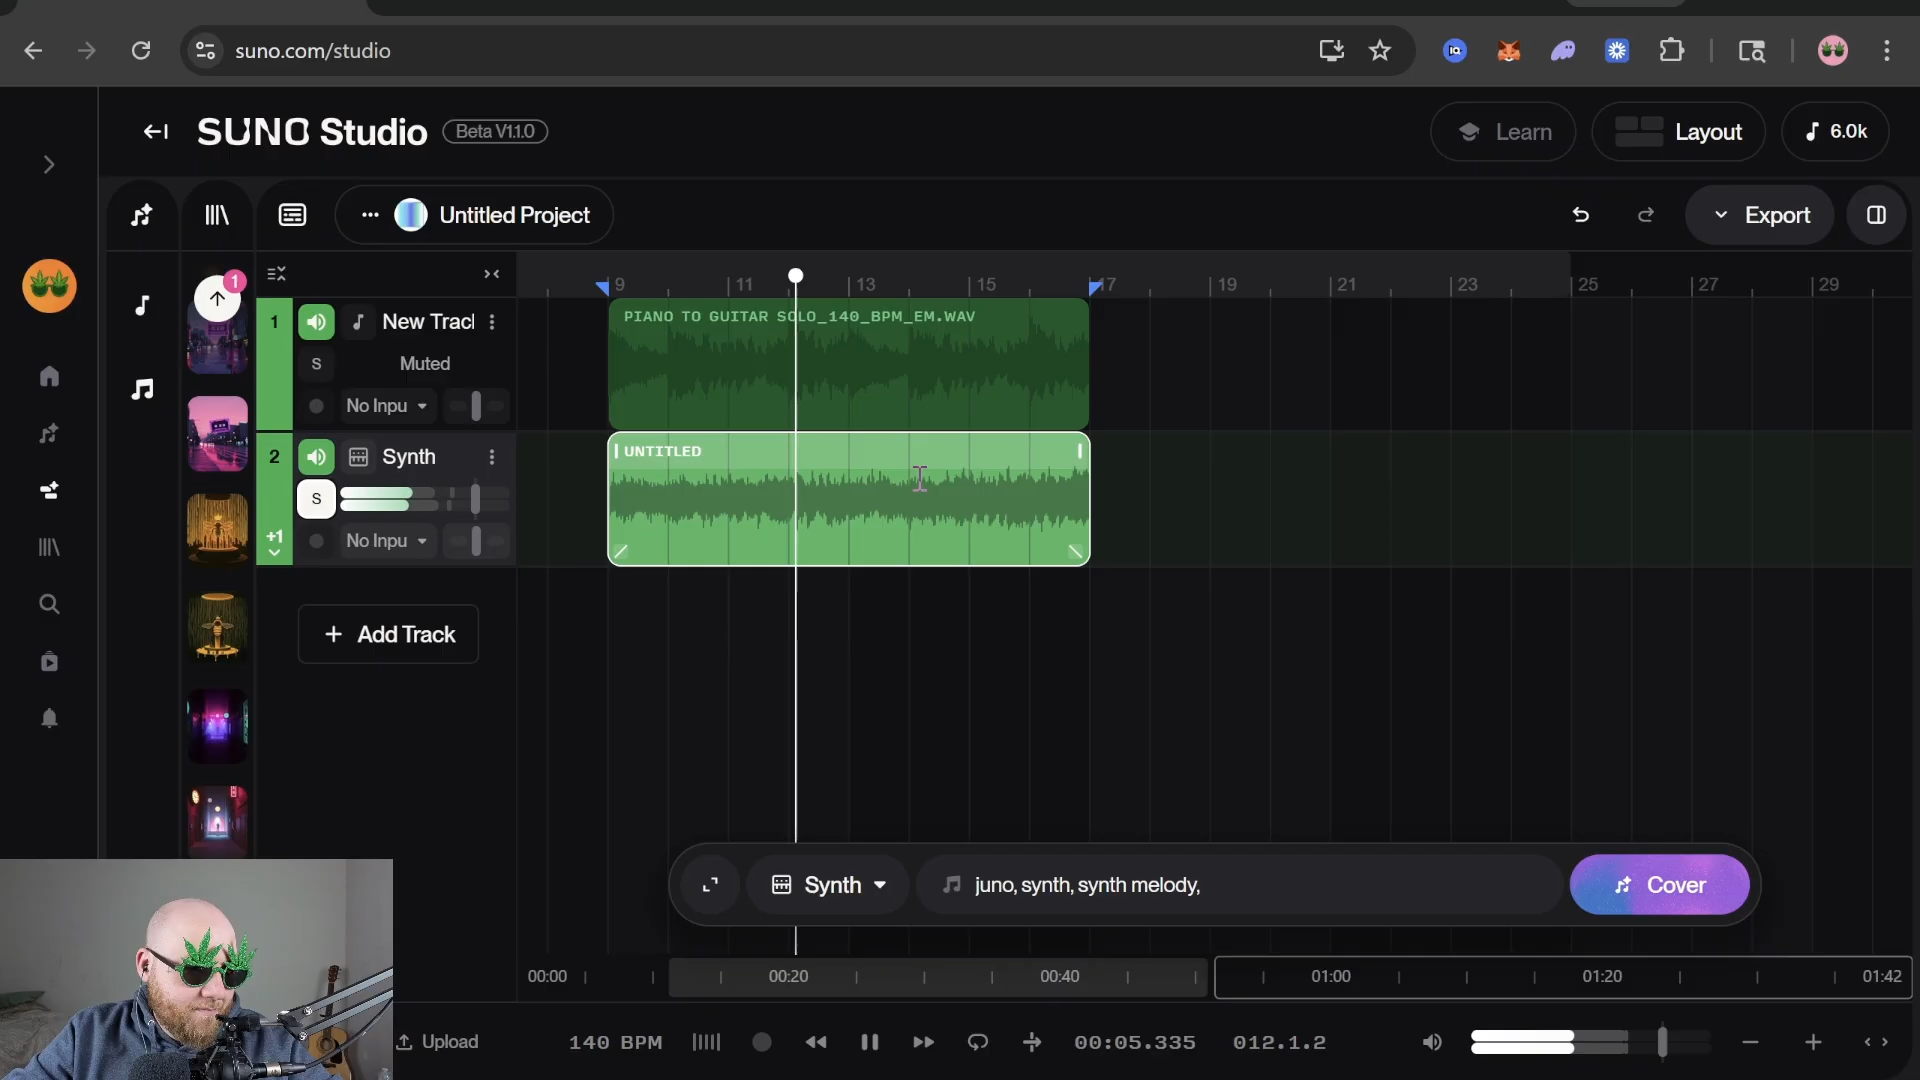 suno.com/studio
SUNO Studio
Beta V1.1.0
Learn
Layout
6.0k
Untitled Project
Export
1
9
11
13
15
17
19
21
23
25
27
29
1
New Tracl
S
Muted
No Inpu
PIANO TO GUITAR SOLO_140_BPM_EM.WAV
2
Synth
S
+1
No Inpu
UNTITLED
+ Add Track
Synth
juno, synth, synth melody,
Cover
00:00
00:20
00:40
01:00
01:20
01:42
Upload
140 BPM
00:05.335
012.1.2